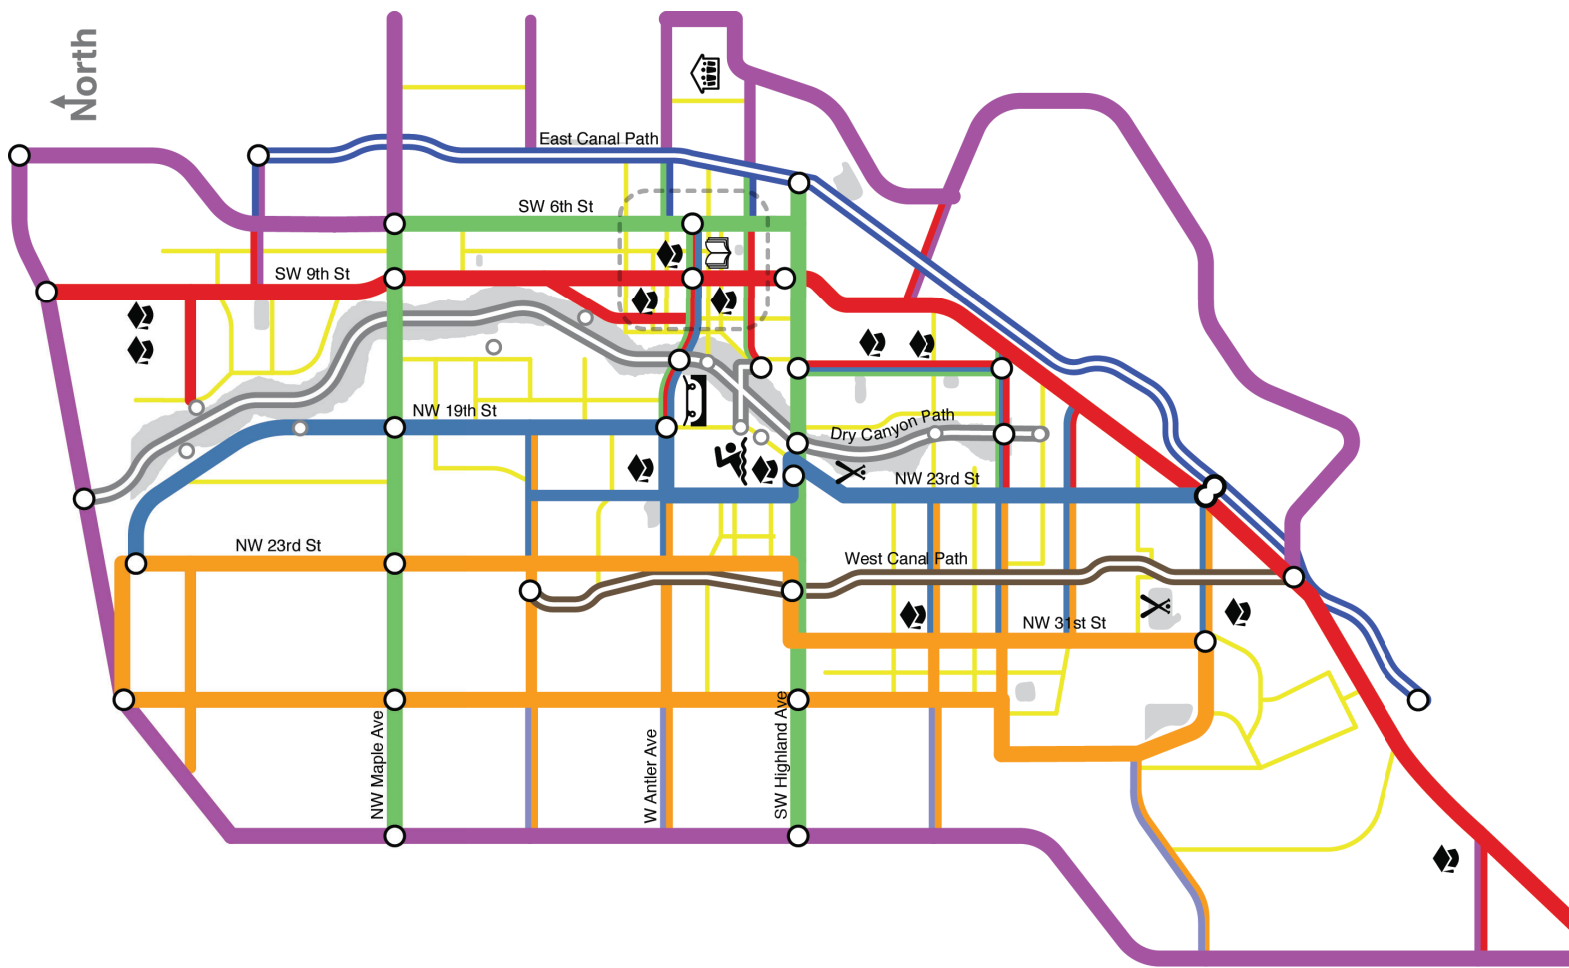 North
East Canal Path
SW 6th St
SW 9th St
NW 19th St
Dry Canyon Path
NW 23rd St
NW 23rd St
West Canal Path
NW 31st St
NW Maple Ave
W Antler Ave
SW Highland Ave